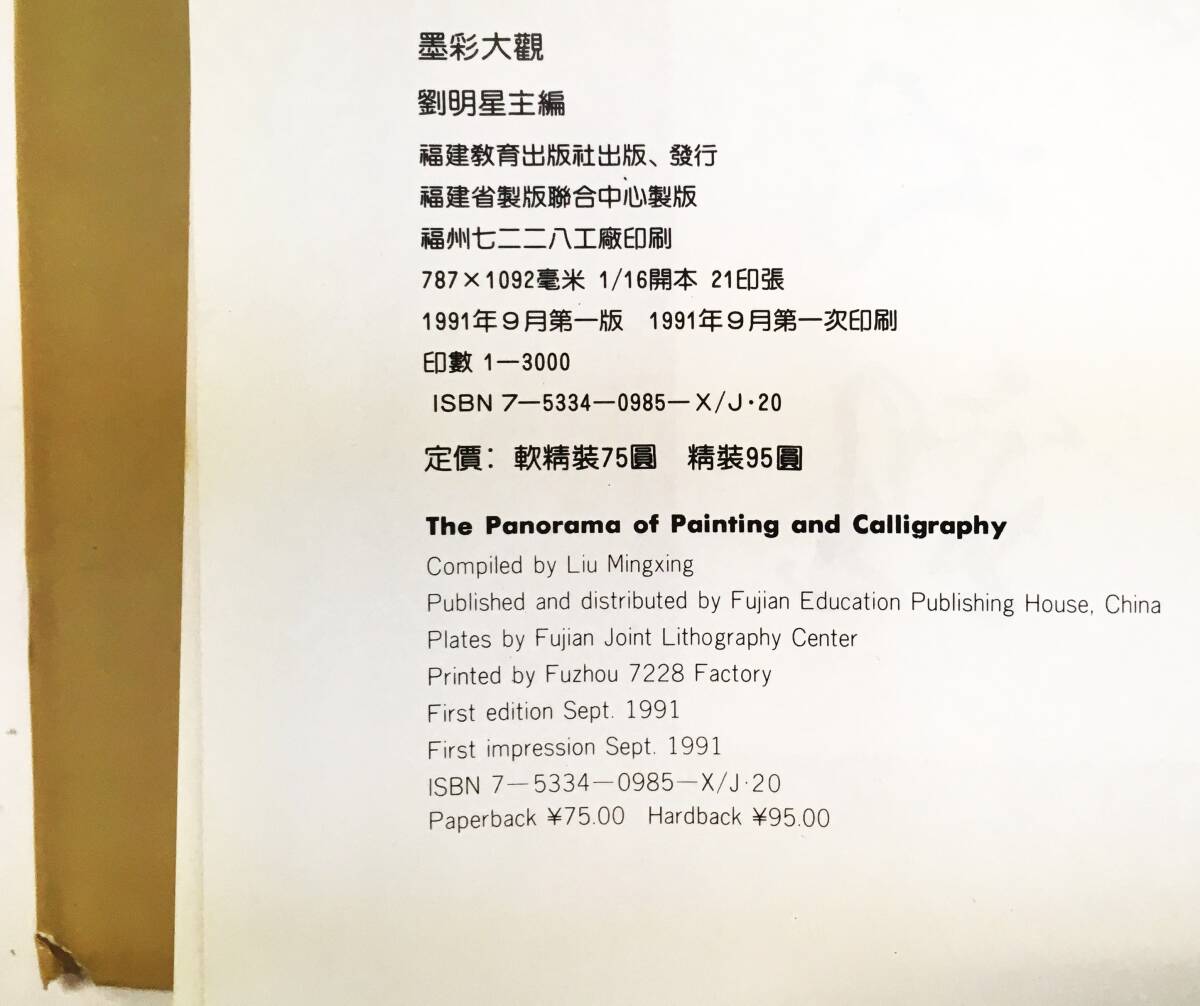 墨彩大觀
劉明星主編
福建教育出版社出版、發行
福建省製版聯合中心製版
福州七二二八工廠印刷
787×1092毫米 1/16開本 21印張
1991年9月第一版 1991年9月第一次印刷
印數 1—3000
ISBN 7—5334—0985—X/J·20
定價：軟精裝75圓 精裝95圓
The Panorama of Painting and Calligraphy
Compiled by Liu Mingxing
Published and distributed by Fujian Education Publishing House, China
Plates by Fujian Joint Lithography Center
Printed by Fuzhou 7228 Factory
First edition Sept. 1991
First impression Sept. 1991
ISBN 7—5334—0985—X/J·20
Paperback ¥75.00 Hardback ¥95.00